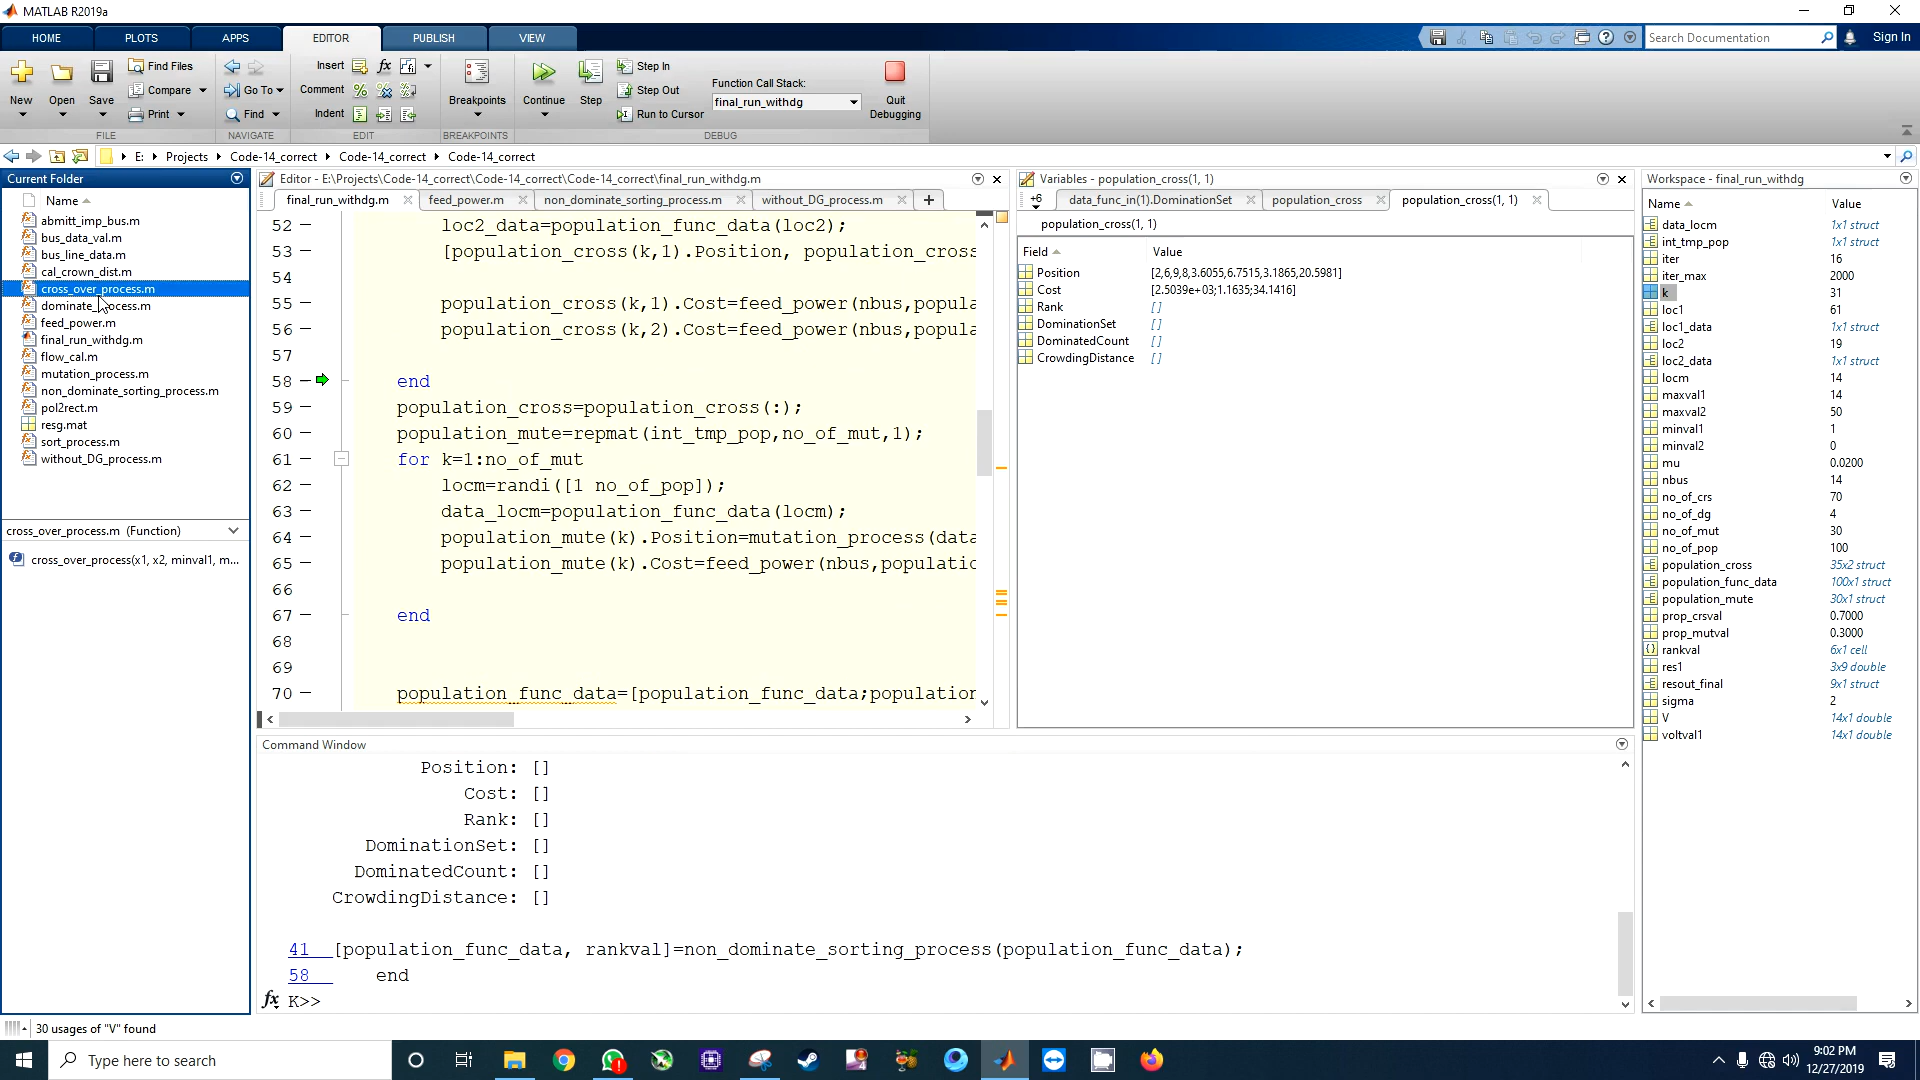 MATLAB R2019a
HOME PLOTS APPS EDITOR PUBLISH VIEW
Search Documentation
Sign In
New
Open
Save
Find Files
Compare
Print
FILE
Go To
Find
NAVIGATE
Insert
Comment
Indent
EDIT
Breakpoints
BREAKPOINTS
Continue
Step
Step In
Step Out
Run to Cursor
Function Call Stack:
final_run_withdg
DEBUG
Quit Debugging
E: Projects Code-14_correct Code-14_correct Code-14_correct
Current Folder
Name
abmitt_imp_bus.m
bus_data_val.m
bus_line_data.m
cal_crown_dist.m
cross_over_process.m
dominate_process.m
feed_power.m
final_run_withdg.m
flow_cal.m
mutation_process.m
non_dominate_sorting_process.m
pol2rect.m
resg.mat
sort_process.m
without_DG_process.m
cross_over_process.m (Function)
cross_over_process(x1, x2, minval1, m...
Editor - E:\Projects\Code-14_correct\Code-14_correct\Code-14_correct\final_run_withdg.m
final_run_withdg.m feed_power.m non_dominate_sorting_process.m without_DG_process.m
52 loc2_data=population_func_data(loc2);
53 [population_cross(k,1).Position, population_cross
54
55 population_cross(k,1).Cost=feed_power(nbus,popula
56 population_cross(k,2).Cost=feed_power(nbus,popula
57
58 end
59 population_cross=population_cross(:);
60 population_mute=repmat(int_tmp_pop,no_of_mut,1);
61 for k=1:no_of_mut
62 locm=randi([1 no_of_pop]);
63 data_locm=population_func_data(locm);
64 population_mute(k).Position=mutation_process(data
65 population_mute(k).Cost=feed_power(nbus,populatio
66
67 end
68
69
70 population_func_data=[population_func_data;population
Variables - population_cross(1, 1)
+6 data_func_in(1).DominationSet population_cross population_cross(1, 1)
population_cross(1, 1)
Field Value
Position [2,6,9,8,3.6055,6.7515,3.1865,20.5981]
Cost [2.5039e+03;1.1635;34.1416]
Rank []
DominationSet []
DominatedCount []
CrowdingDistance []
Workspace - final_run_withdg
Name Value
data_locm 1x1 struct
int_tmp_pop 1x1 struct
iter 16
iter_max 2000
k 31
loc1 61
loc1_data 1x1 struct
loc2 19
loc2_data 1x1 struct
locm 14
maxval1 14
maxval2 50
minval1 1
minval2 0
mu 0.0200
nbus 14
no_of_crs 70
no_of_dg 4
no_of_mut 30
no_of_pop 100
population_cross 35x2 struct
population_func_data 100x1 struct
population_mute 30x1 struct
prop_crsval 0.7000
prop_mutval 0.3000
rankval 6x1 cell
res1 3x9 double
resout_final 9x1 struct
sigma 2
V 14x1 double
voltval1 14x1 double
Command Window
Position: []
Cost: []
Rank: []
DominationSet: []
DominatedCount: []
CrowdingDistance: []
41 [population_func_data, rankval]=non_dominate_sorting_process(population_func_data);
58 end
fx K>>
30 usages of "V" found
Type here to search
9:02 PM
12/27/2019